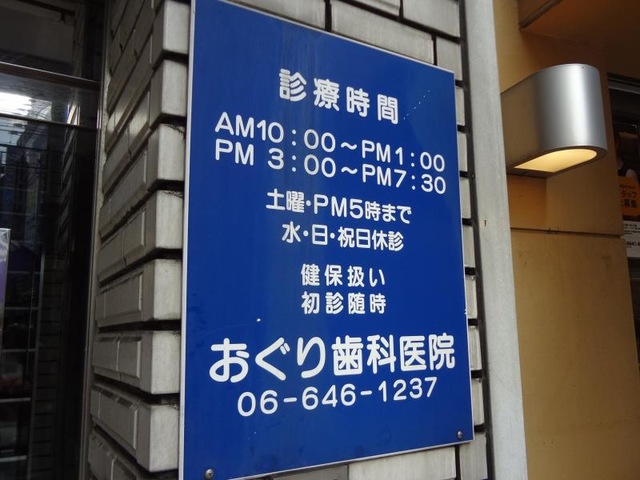 診療時間
AM10:00～PM1:00
PM 3:00～PM7:30
土曜・PM5時まで
水・日・祝日休診
健保扱い
初診随時
おぐり歯科医院
06-646-1237